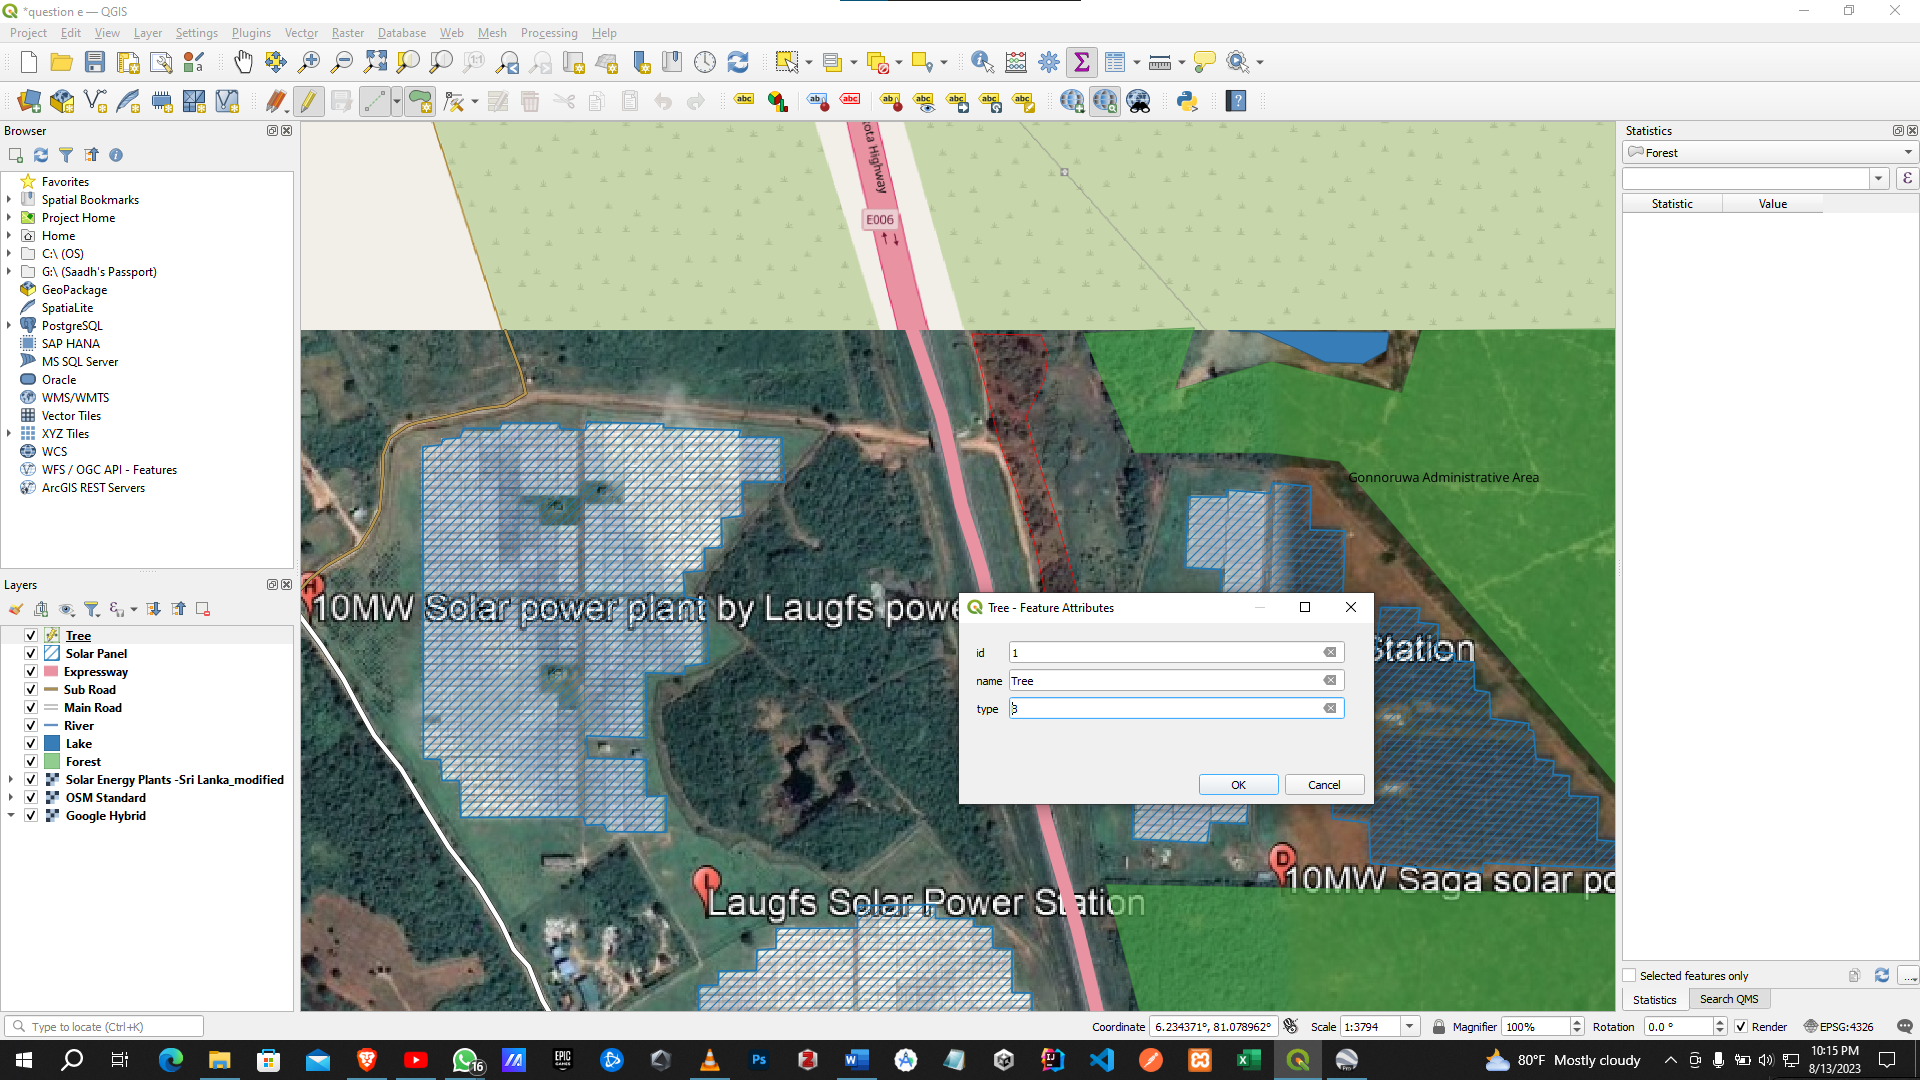 *question e — QGIS
Project Edit View Layer Settings Plugins Vector Raster Database Web Mesh Processing Help
Browser
Favorites
Spatial Bookmarks
Project Home
Home
C:\ (OS)
G:\ (Saadh's Passport)
GeoPackage
SpatiaLite
PostgreSQL
SAP HANA
MS SQL Server
Oracle
WMS/WMTS
Vector Tiles
XYZ Tiles
WCS
WFS / OGC API - Features
ArcGIS REST Servers
Layers
Tree
Solar Panel
Expressway
Sub Road
Main Road
River
Lake
Forest
Solar Energy Plants -Sri Lanka_modified
OSM Standard
Google Hybrid
Type to locate (Ctrl+K)
ota Highway
E006
Gonnoruwa Administrative Area
10MW Solar power plant by Laugfs powe
Station
Laugfs Solar Power Station
10MW Saga solar po
Tree - Feature Attributes
id 1
name Tree
type 3
OK Cancel
Statistics
Forest
Statistic Value
Selected features only
Statistics Search QMS
Coordinate 6.234371°, 81.078962° Scale 1:3794 Magnifier 100% Rotation 0.0 ° Render EPSG:4326
16
80°F Mostly cloudy
10:15 PM
8/13/2023